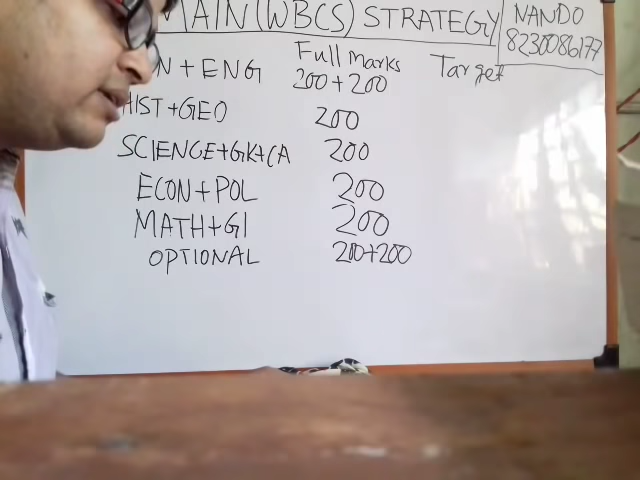 MAIN (WBCS) STRATEGY
NANDO
8230086177
Full Marks
Target
N + ENG 200 + 200
HIST + GEO 200
SCIENCE + GK + CA 200
ECON + POL 200
MATH + GI 200
OPTIONAL 200 + 200